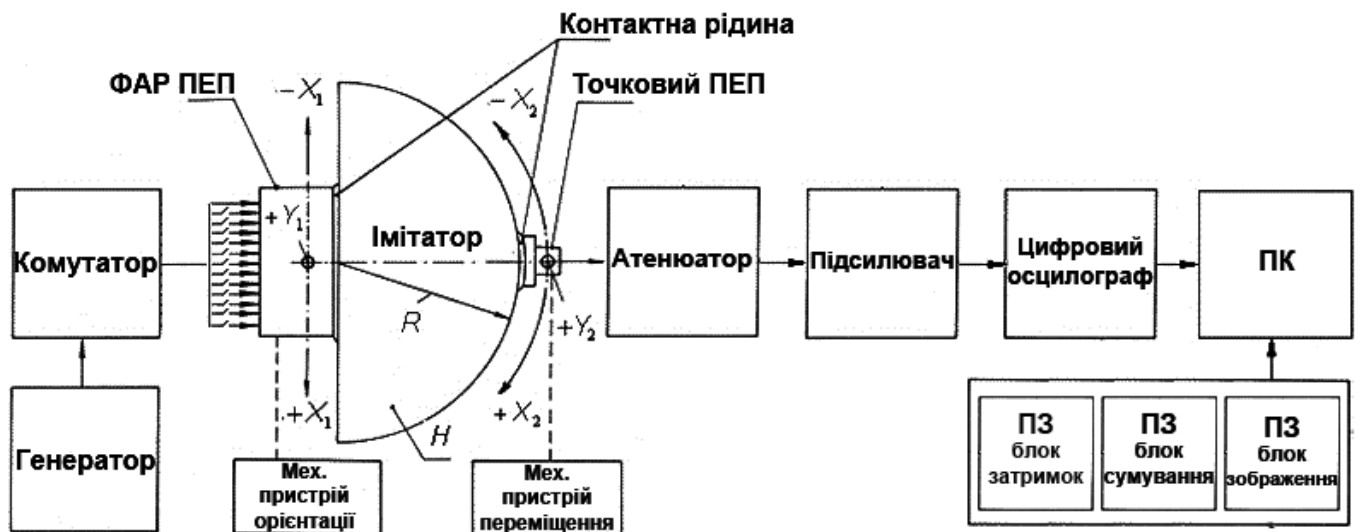 Контактна рідина
ФАР ПЕП
Точковий ПЕП
−X₁
−X₂
+Y₁
Імітатор
Комутатор
Атенюатор
Підсилювач
Цифровий
осцилограф
ПК
R
+Y₂
+X₁
+X₂
H
Генератор
Мех.
пристрій
орієнтації
Мех.
пристрій
переміщення
ПЗ
блок
затримок
ПЗ
блок
сумування
ПЗ
блок
зображення